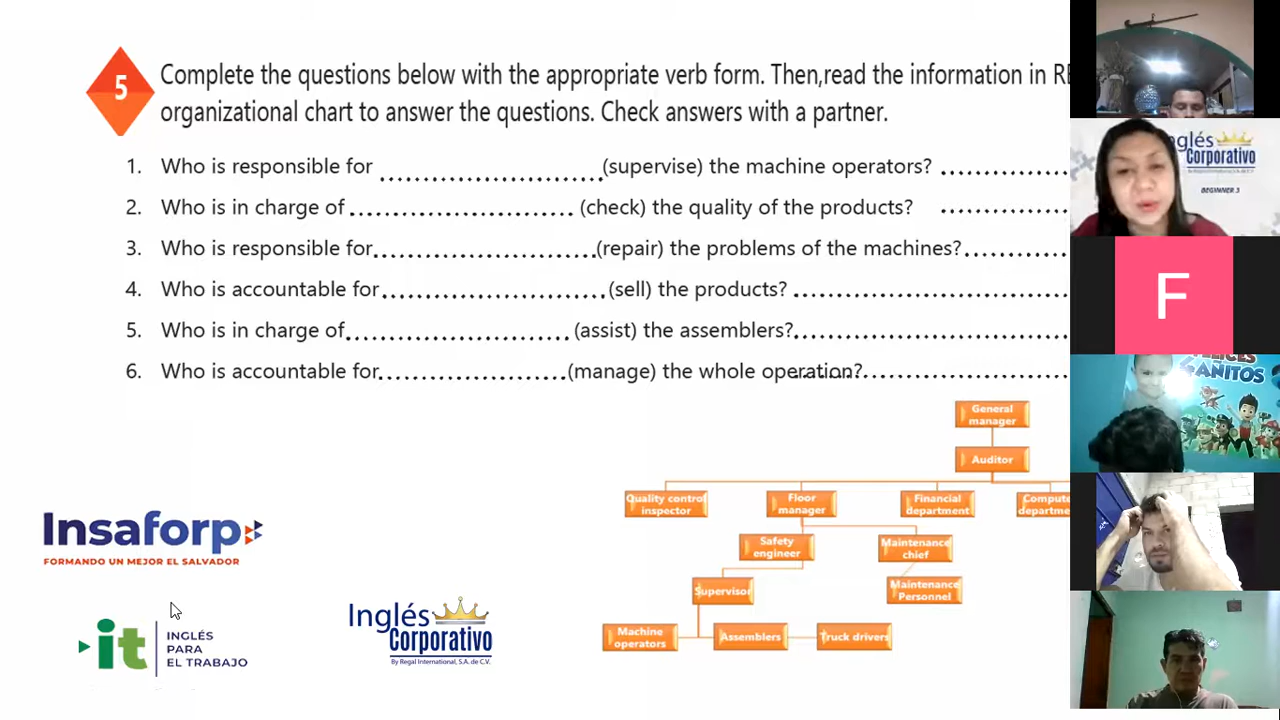 5
Complete the questions below with the appropriate verb form. Then,read the information in
organizational chart to answer the questions. Check answers with a partner.
1. Who is responsible for ............................ (supervise) the machine operators? ................
2. Who is in charge of ............................ (check) the quality of the products? ................
3. Who is responsible for............................(repair) the problems of the machines?................
4. Who is accountable for............................(sell) the products? ................................
5. Who is in charge of............................ (assist) the assemblers?................................
6. Who is accountable for............................(manage) the whole operation?............................
General
manager
Auditor
Quality control
inspector
Floor
manager
Financial
department
Safety
engineer
Maintenance
chief
Supervisor
Maintenance
Personnel
Machine
operators
Assemblers
Truck drivers
Insaforp
FORMANDO UN MEJOR EL SALVADOR
it
INGLÉS
PARA
EL TRABAJO
Inglés
Corporativo
By Regal International, S.A. de C.V.
Corporativo
BEGINNER 3
F